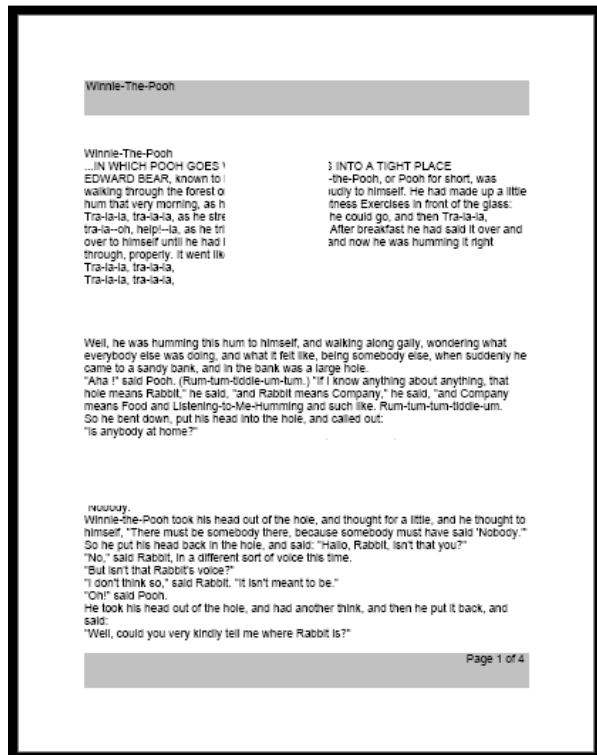 Winnie-The-Pooh
Winnie-The-Pooh
...IN WHICH POOH GOES INTO A TIGHT PLACE
EDWARD BEAR, known to -the-Pooh, or Pooh for short, was
walking through the forest oudly to himself. He had made up a little
hum that very morning, as tness Exercises in front of the glass:
Tra-la-la, tra-la-la, as he stre he could go, and then Tra-la-la,
tra-la--oh, help!--la, as he tri After breakfast he had said it over and
over to himself until he had and now he was humming it right
through, properly. It went lik
Tra-la-la, tra-la-la,
Tra-la-la, tra-la-la,
Well, he was humming this hum to himself, and walking along gaily, wondering what
everybody else was doing, and what it felt like, being somebody else, when suddenly he
came to a sandy bank, and in the bank was a large hole.
"Aha !" said Pooh. (Rum-tum-tiddle-um-tum.) "If I know anything about anything, that
hole means Rabbit," he said, "and Rabbit means Company," he said, "and Company
means Food and Listening-to-Me-Humming and such like. Rum-tum-tum-tiddle-um.
So he bent down, put his head into the hole, and called out:
"Is anybody at home?"
"Nobody.
Winnie-the-Pooh took his head out of the hole, and thought for a little, and he thought to
himself, "There must be somebody there, because somebody must have said 'Nobody.'"
So he put his head back in the hole, and said: "Hallo, Rabbit, isn't that you?"
"No," said Rabbit, in a different sort of voice this time.
"But isn't that Rabbit's voice?"
"I don't think so," said Rabbit. "It isn't meant to be."
"Oh!" said Pooh.
He took his head out of the hole, and had another think, and then he put it back, and
said:
"Well, could you very kindly tell me where Rabbit is?"
Page 1 of 4